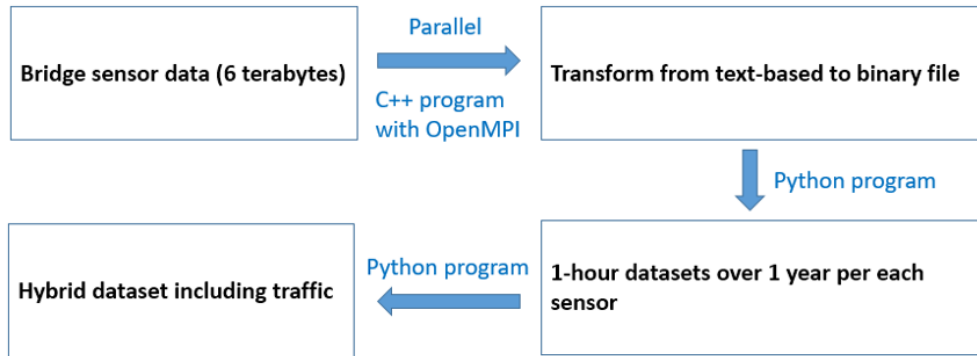 Bridge sensor data (6 terabytes)
Parallel
C++ program
with OpenMPI
Transform from text-based to binary file
Python program
1-hour datasets over 1 year per each
sensor
Python program
Hybrid dataset including traffic